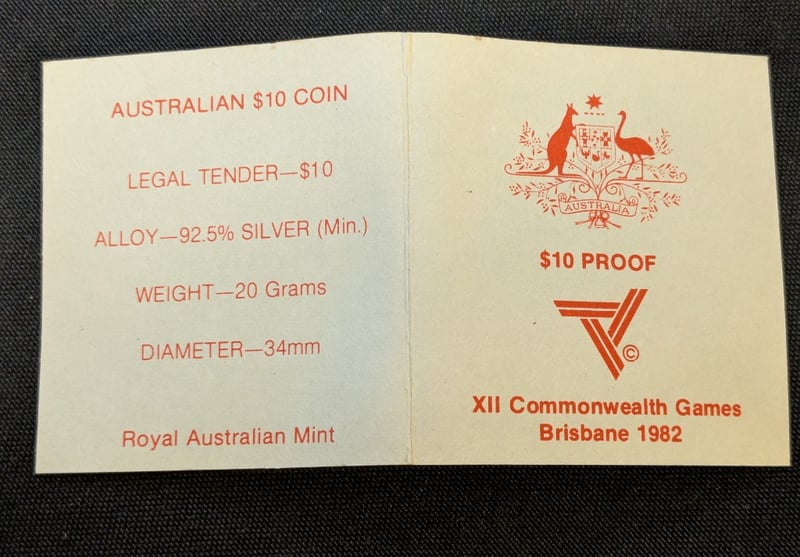 AUSTRALIAN $10 COIN
LEGAL TENDER—$10
ALLOY—92.5% SILVER (Min.)
WEIGHT—20 Grams
DIAMETER—34mm
Royal Australian Mint
AUSTRALIA
$10 PROOF
©
XII Commonwealth Games
Brisbane 1982